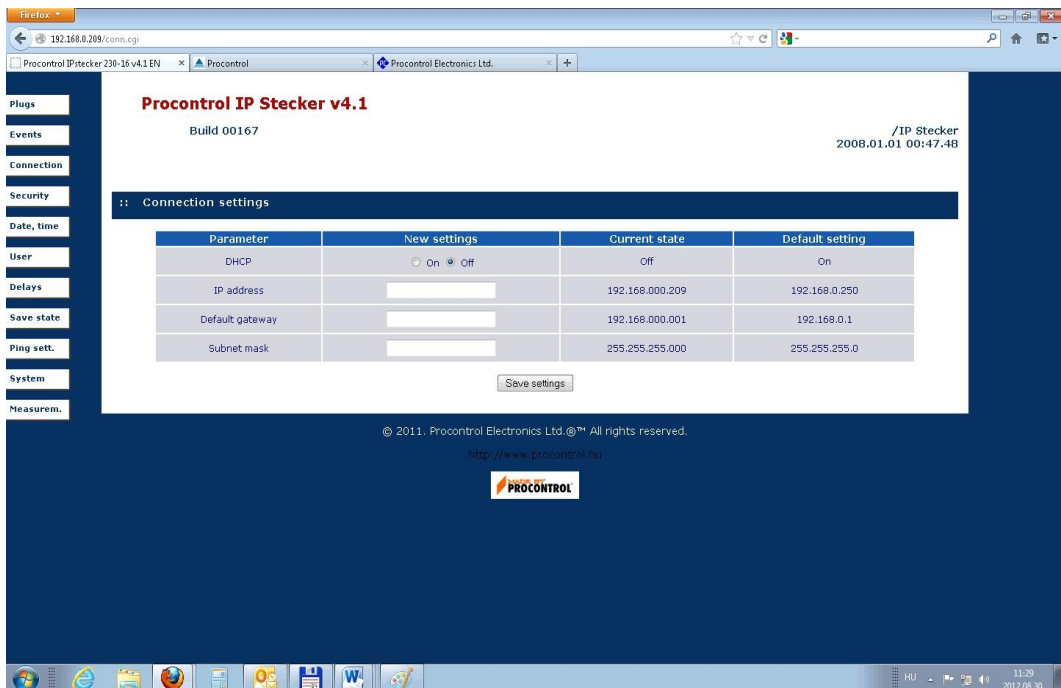 Firefox
192.168.0.209/conn.cgi
Procontrol IPstecker 230-16 v4.1 EN
Procontrol
Procontrol Electronics Ltd.
Plugs
Events
Connection
Security
Date, time
User
Delays
Save state
Ping sett.
System
Measurem.
Procontrol IP Stecker v4.1
Build 00167
/IP Stecker
2008.01.01 00:47.48
:: Connection settings
Parameter New settings Current state Default setting
DHCP On Off Off On
IP address 192.168.000.209 192.168.0.250
Default gateway 192.168.000.001 192.168.0.1
Subnet mask 255.255.255.000 255.255.255.0
Save settings
© 2011. Procontrol Electronics Ltd.®™ All rights reserved.
http://www.procontrol.hu
MADE BY
PROCONTROL
HU
11:29
2012.08.30.